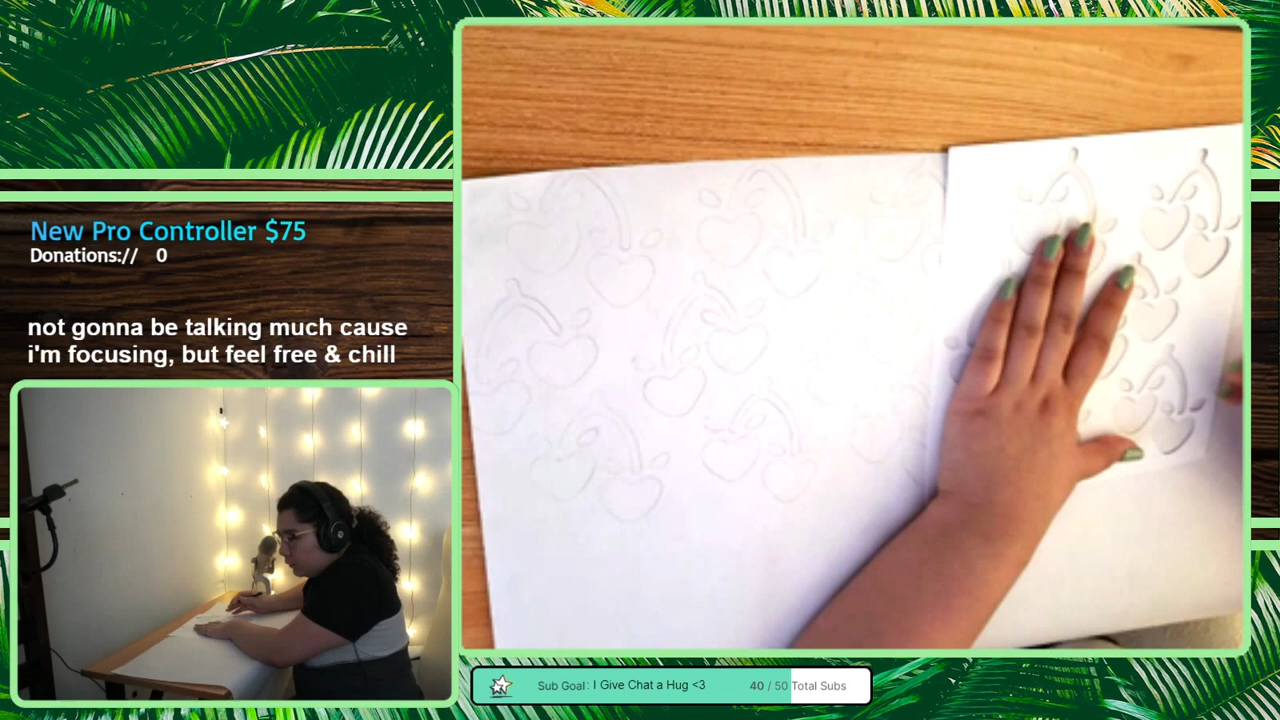 New Pro Controller $75
Donations:// 0
not gonna be talking much cause
i'm focusing, but feel free & chill
Sub Goal: I Give Chat a Hug <3 40 / 50 Total Subs